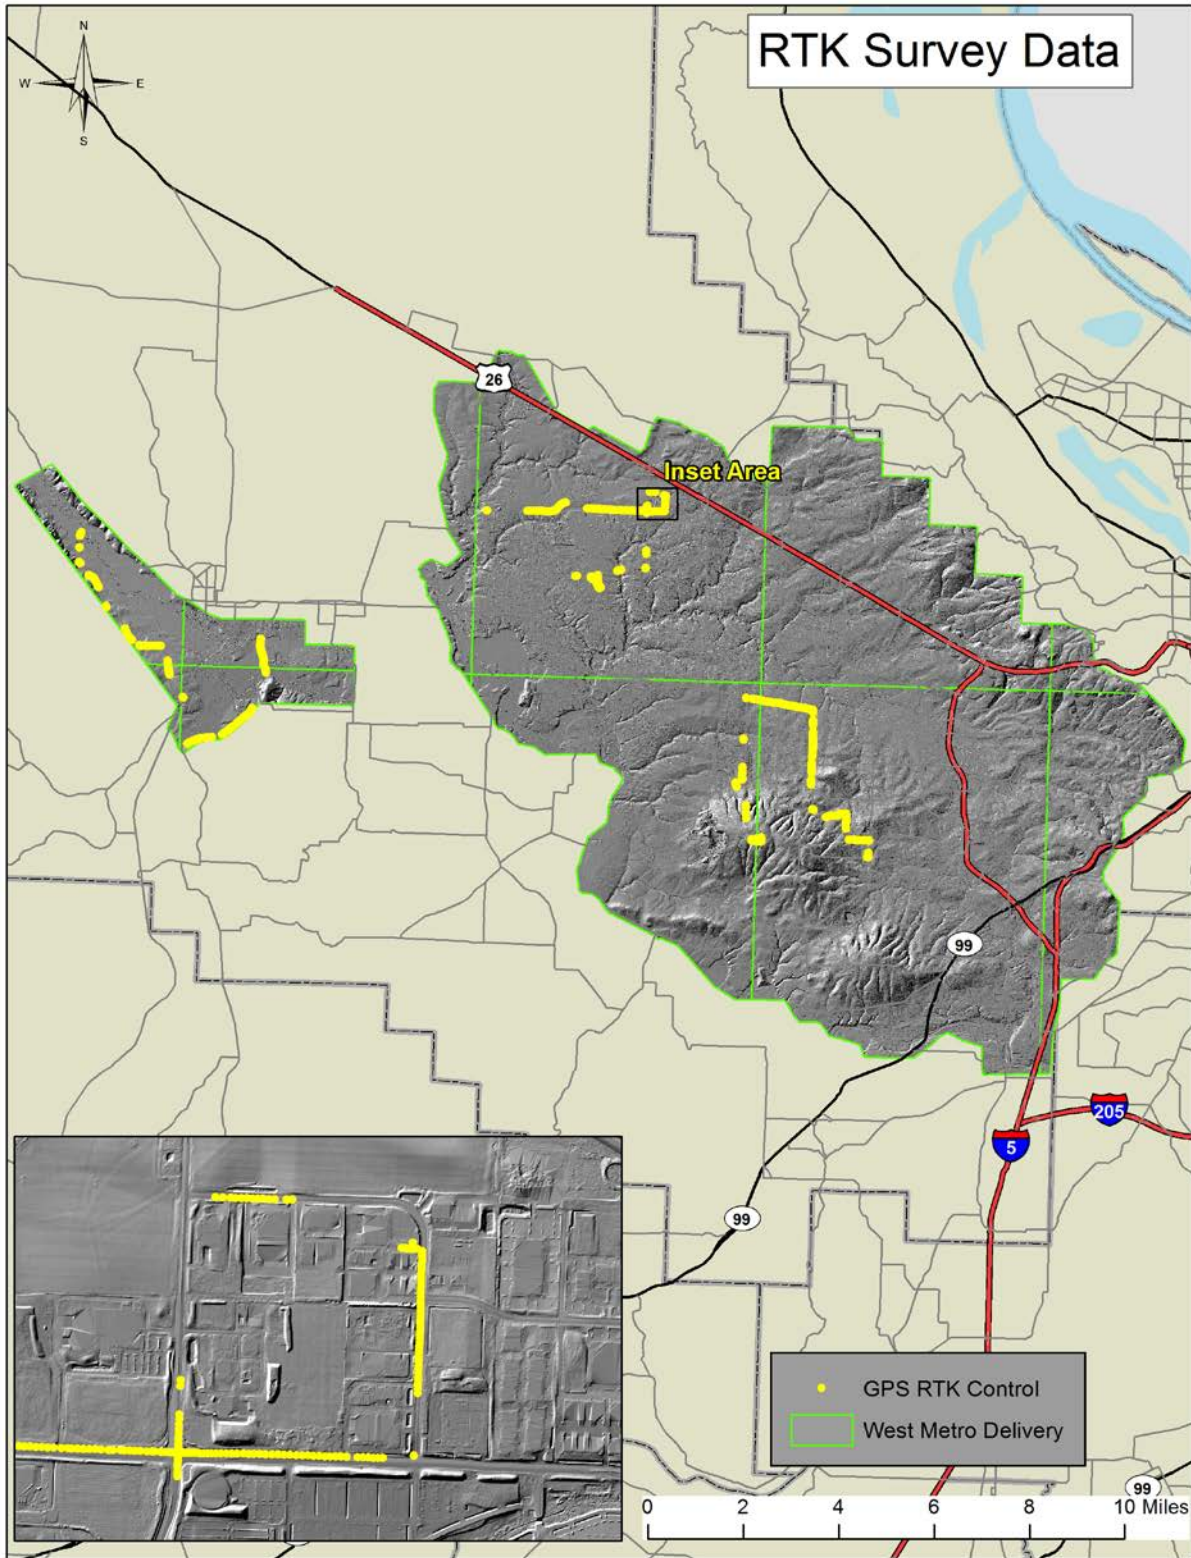 RTK Survey Data
N
W E
S
26
Inset Area
99
205
5
99
GPS RTK Control
West Metro Delivery
99
0 2 4 6 8 10 Miles